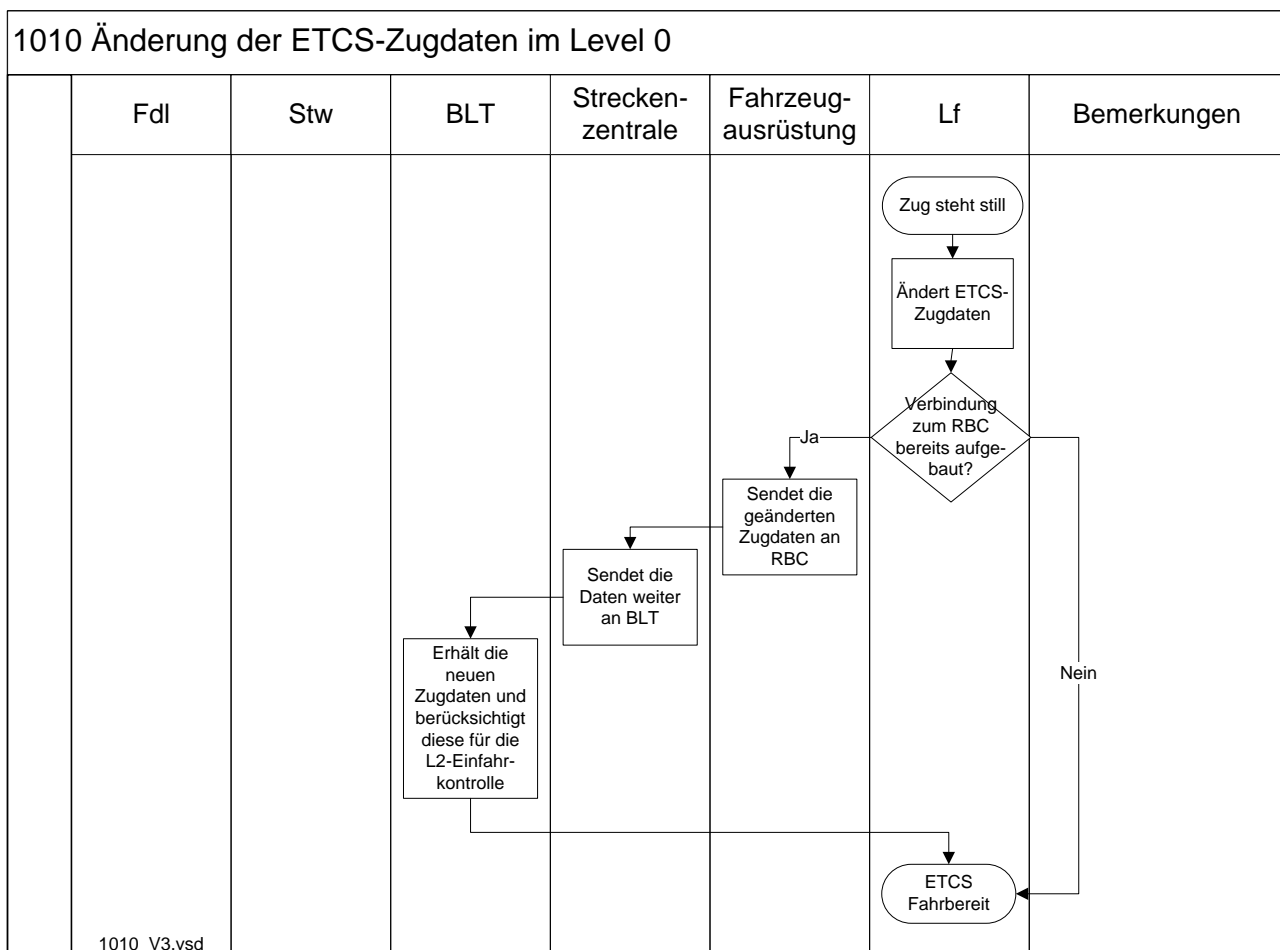 1010 Änderung der ETCS-Zugdaten im Level 0
Fdl
Stw
BLT
Strecken-
zentrale
Fahrzeug-
ausrüstung
Lf
Bemerkungen
Zug steht still
Ändert ETCS-
Zugdaten
Verbindung
zum RBC
bereits aufge-
baut?
Ja
Sendet die
geänderten
Zugdaten an
RBC
Sendet die
Daten weiter
an BLT
Erhält die
neuen
Zugdaten und
berücksichtigt
diese für die
L2-Einfahr-
kontrolle
Nein
ETCS
Fahrbereit
1010_V3.vsd